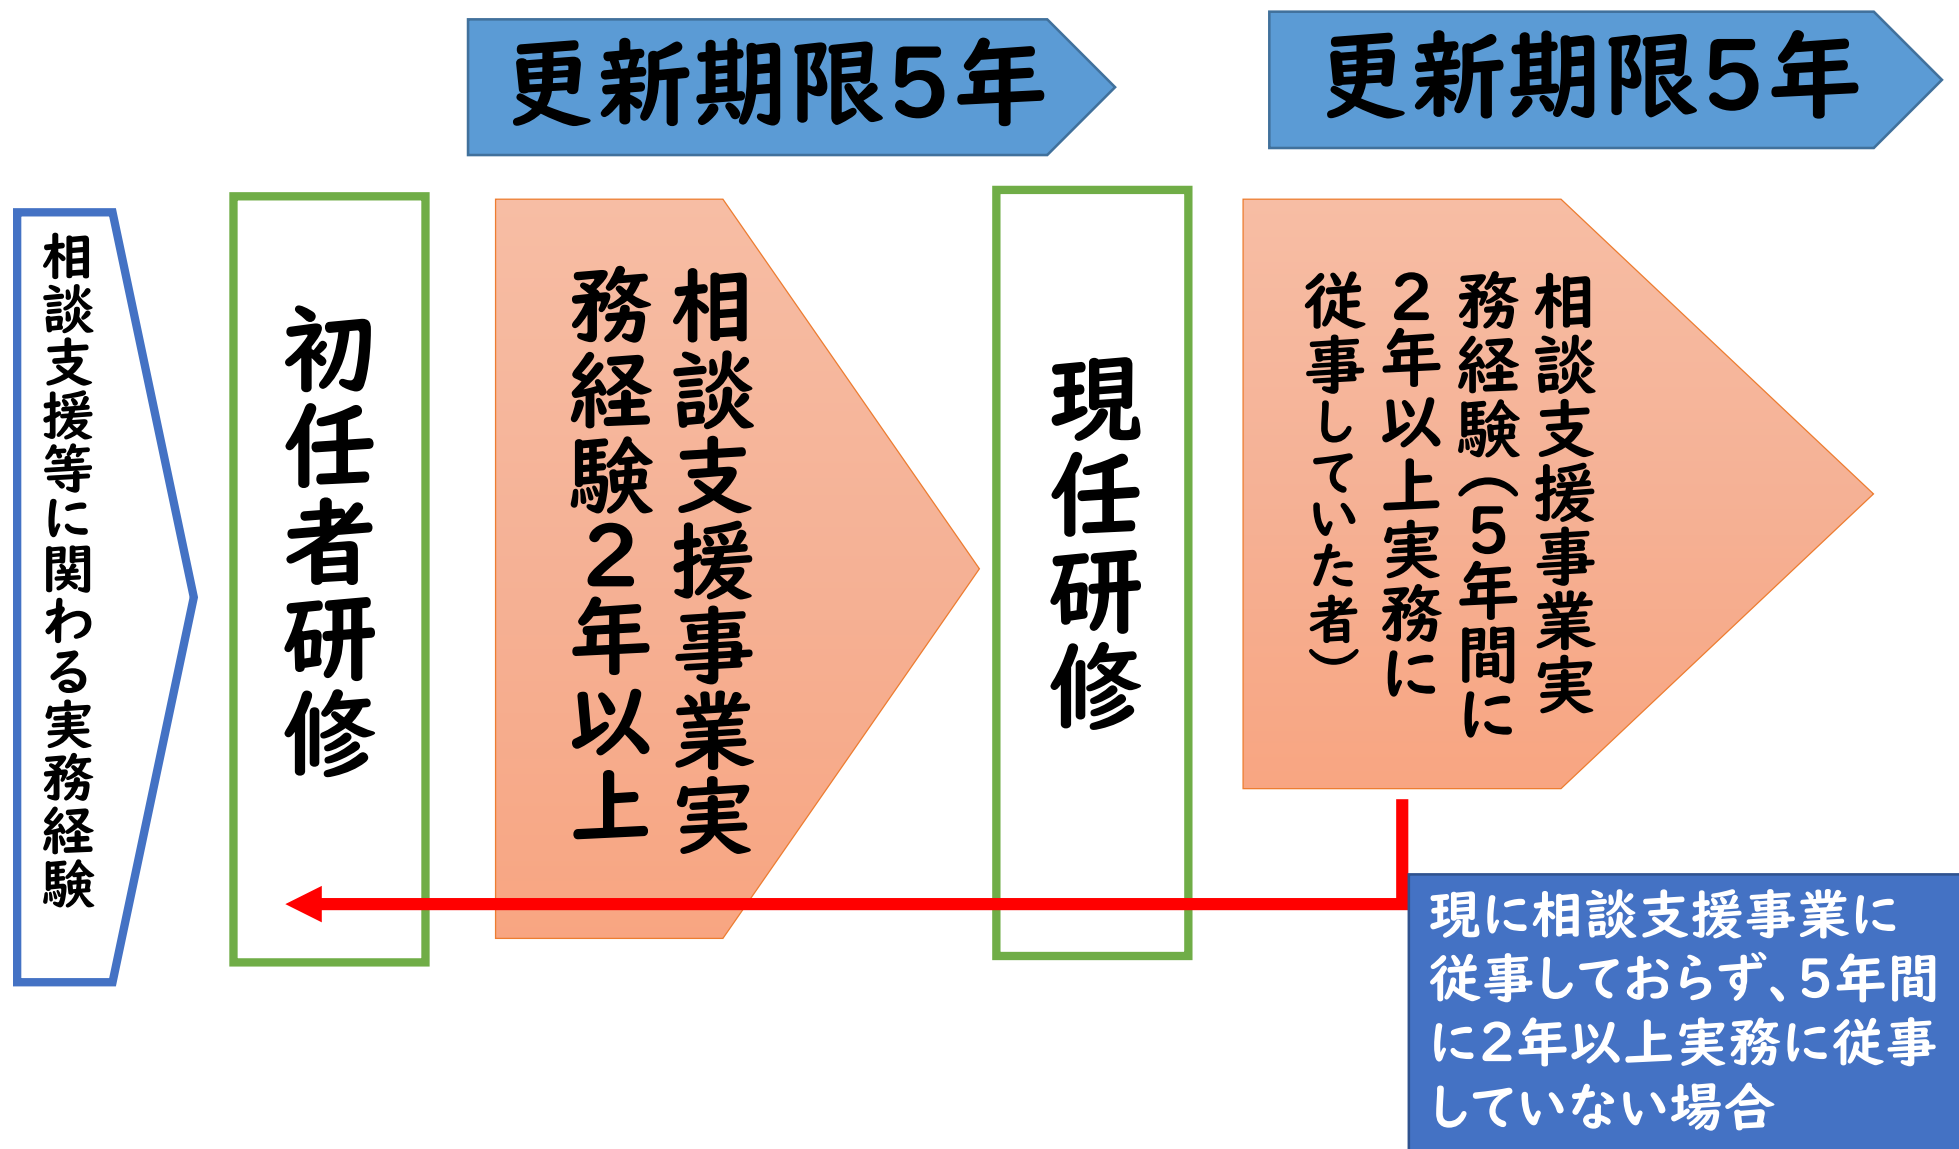 更新期限５年
更新期限５年
相談支援等に関わる実務経験
初任者研修
相談支援事業実
務経験２年以上
現任研修
相談支援事業実
務経験（５年間に
２年以上実務に
従事していた者）
現に相談支援事業に
従事しておらず、５年間
に２年以上実務に従事
していない場合